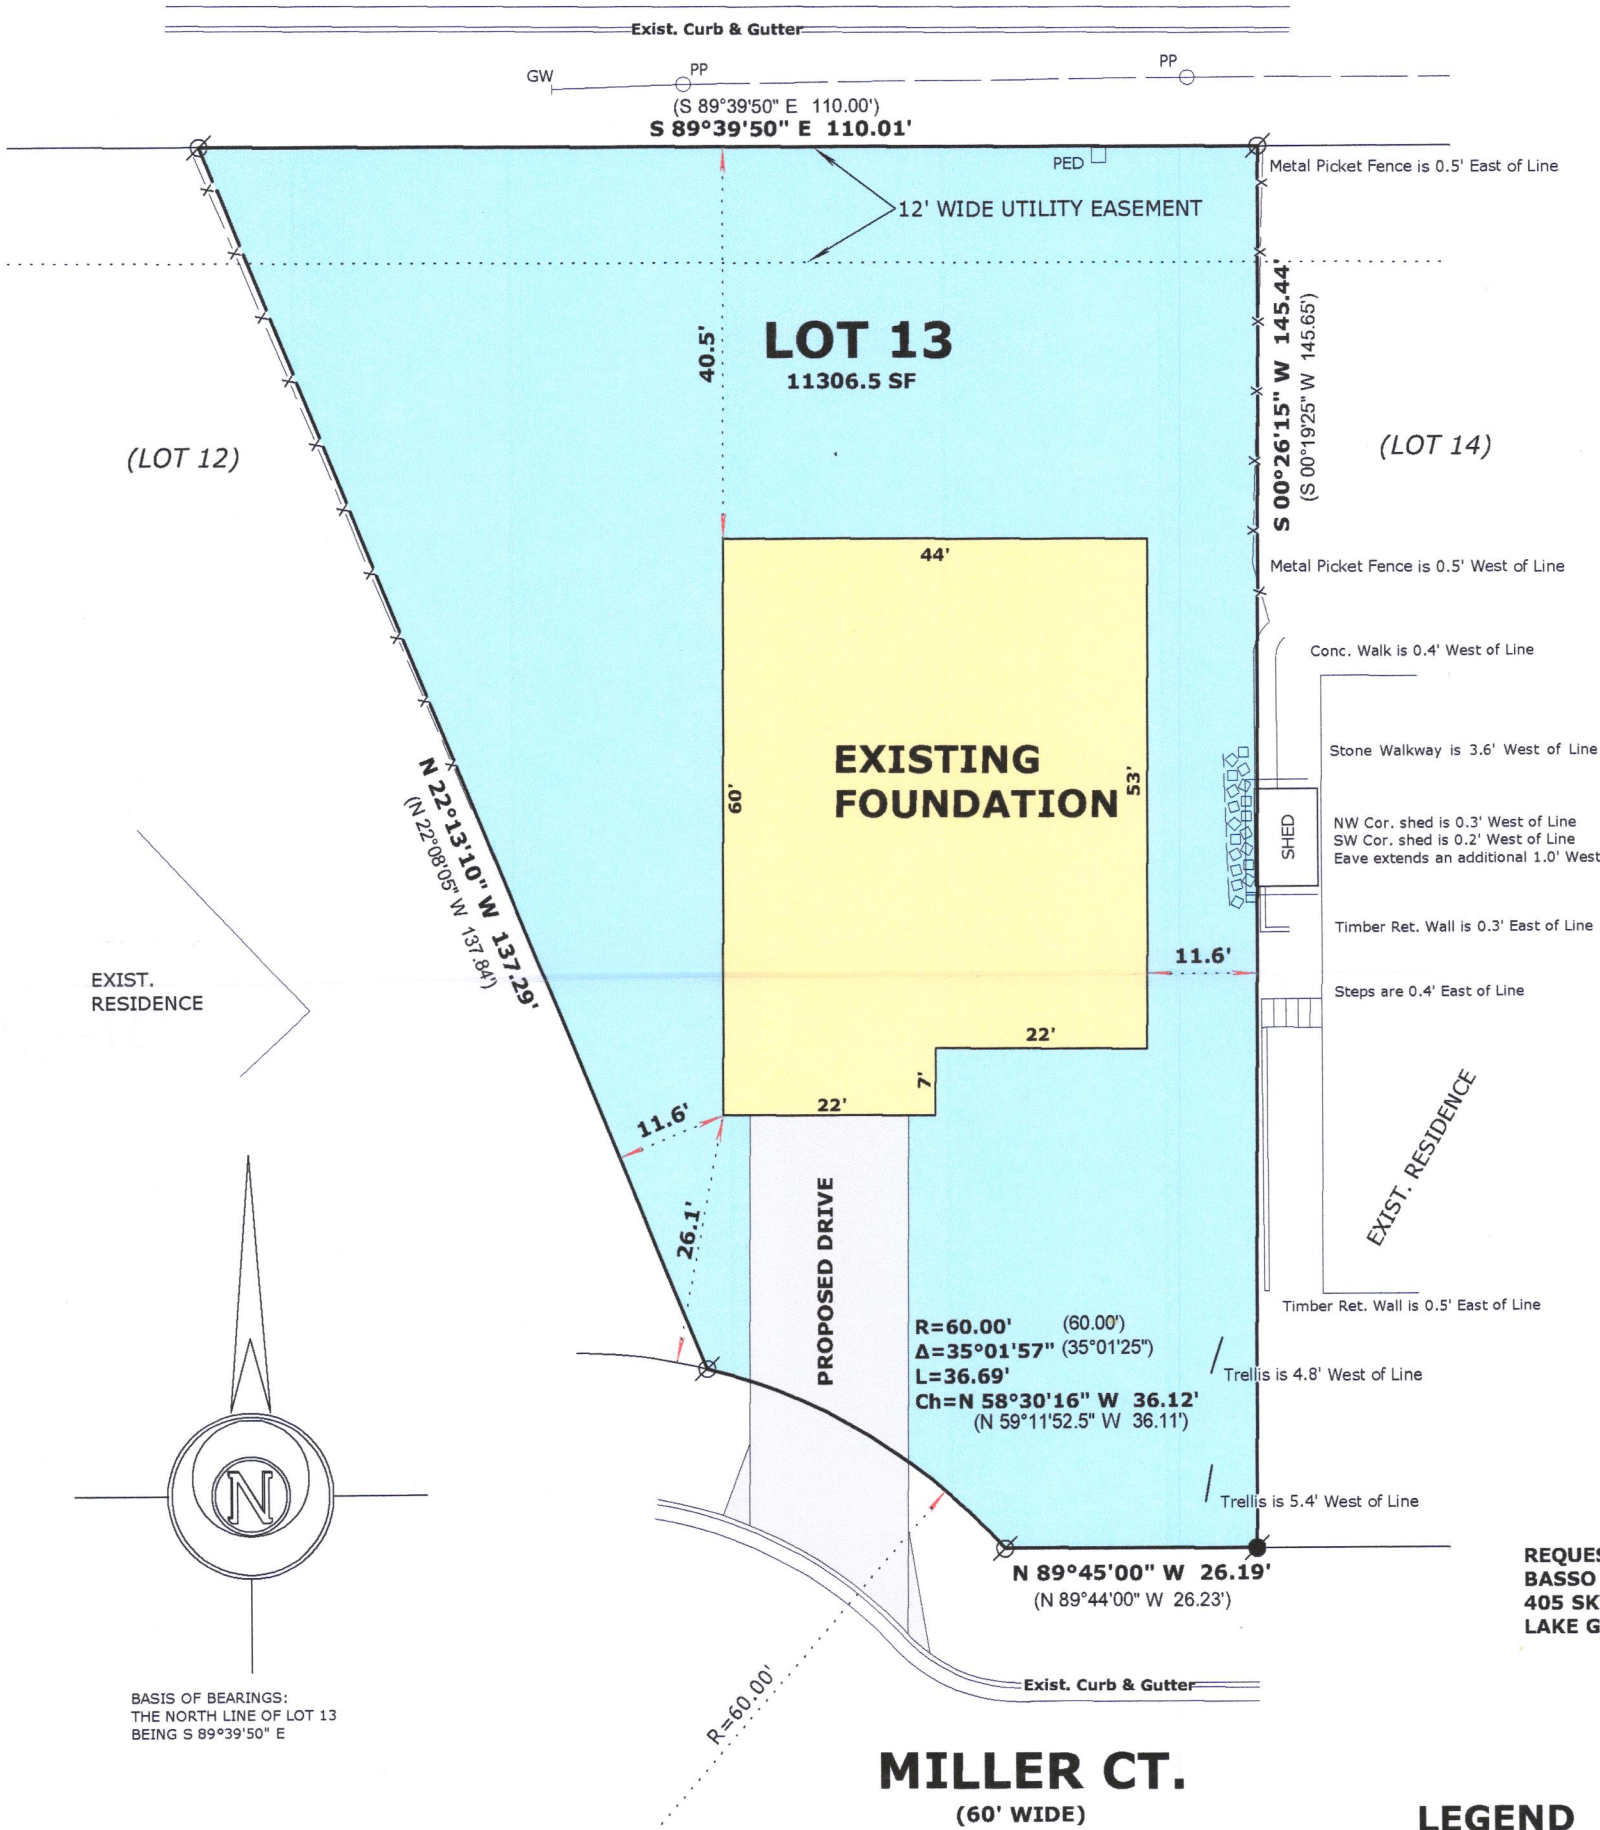 Exist. Curb & Gutter
GW
PP
PP
(S 89°39'50" E 110.00')
S 89°39'50" E 110.01'
PED
Metal Picket Fence is 0.5' East of Line
12' WIDE UTILITY EASEMENT
S 00°26'15" W 145.44'
(S 00°19'25" W 145.65')
40.5'
LOT 13
11306.5 SF
(LOT 12)
(LOT 14)
44'
Metal Picket Fence is 0.5' West of Line
Conc. Walk is 0.4' West of Line
EXISTING
FOUNDATION
60'
53'
Stone Walkway is 3.6' West of Line
SHED
NW Cor. shed is 0.3' West of Line
SW Cor. shed is 0.2' West of Line
Eave extends an additional 1.0' West
N 22°13'10" W 137.29'
(N 22°08'05" W 137.84')
Timber Ret. Wall is 0.3' East of Line
11.6'
EXIST.
RESIDENCE
Steps are 0.4' East of Line
22'
7'
22'
11.6'
EXIST. RESIDENCE
26.1'
PROPOSED DRIVE
Timber Ret. Wall is 0.5' East of Line
R=60.00' (60.00')
Δ=35°01'57" (35°01'25")
L=36.69'
Ch=N 58°30'16" W 36.12'
(N 59°11'52.5" W 36.11')
Trellis is 4.8' West of Line
N
Trellis is 5.4' West of Line
N 89°45'00" W 26.19'
(N 89°44'00" W 26.23')
REQUES
BASSO
405 SK
LAKE G
Exist. Curb & Gutter
R=60.00'
BASIS OF BEARINGS:
THE NORTH LINE OF LOT 13
BEING S 89°39'50" E
MILLER CT.
(60' WIDE)
LEGEND